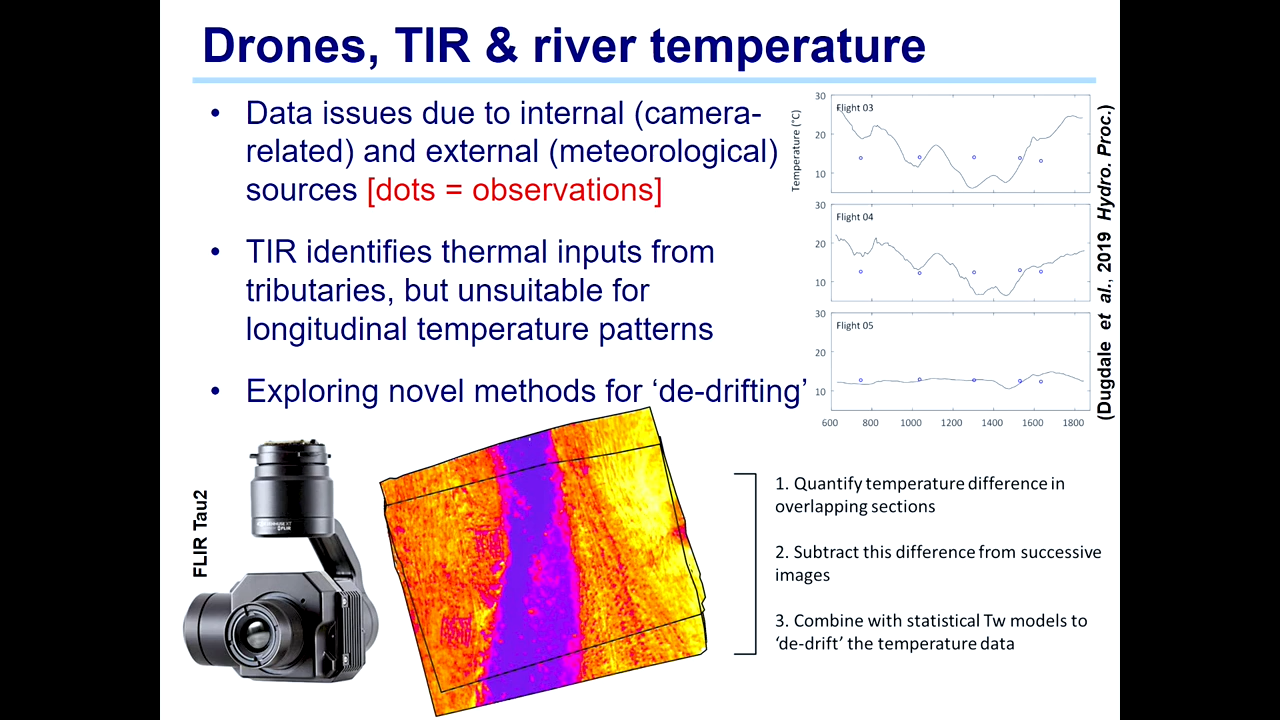 Drones, TIR & river temperature
• Data issues due to internal (camera-
related) and external (meteorological)
sources [dots = observations]
• TIR identifies thermal inputs from
tributaries, but unsuitable for
longitudinal temperature patterns
• Exploring novel methods for ‘de-drifting’
Temperature (°C)
30
20
10
Flight 03
30
20
10
Flight 04
30
20
10
Flight 05
600 800 1000 1200 1400 1600 1800
(Dugdale et al., 2019 Hydro. Proc.)
FLIR Tau2
1. Quantify temperature difference in
overlapping sections
2. Subtract this difference from successive
images
3. Combine with statistical Tw models to
‘de-drift’ the temperature data